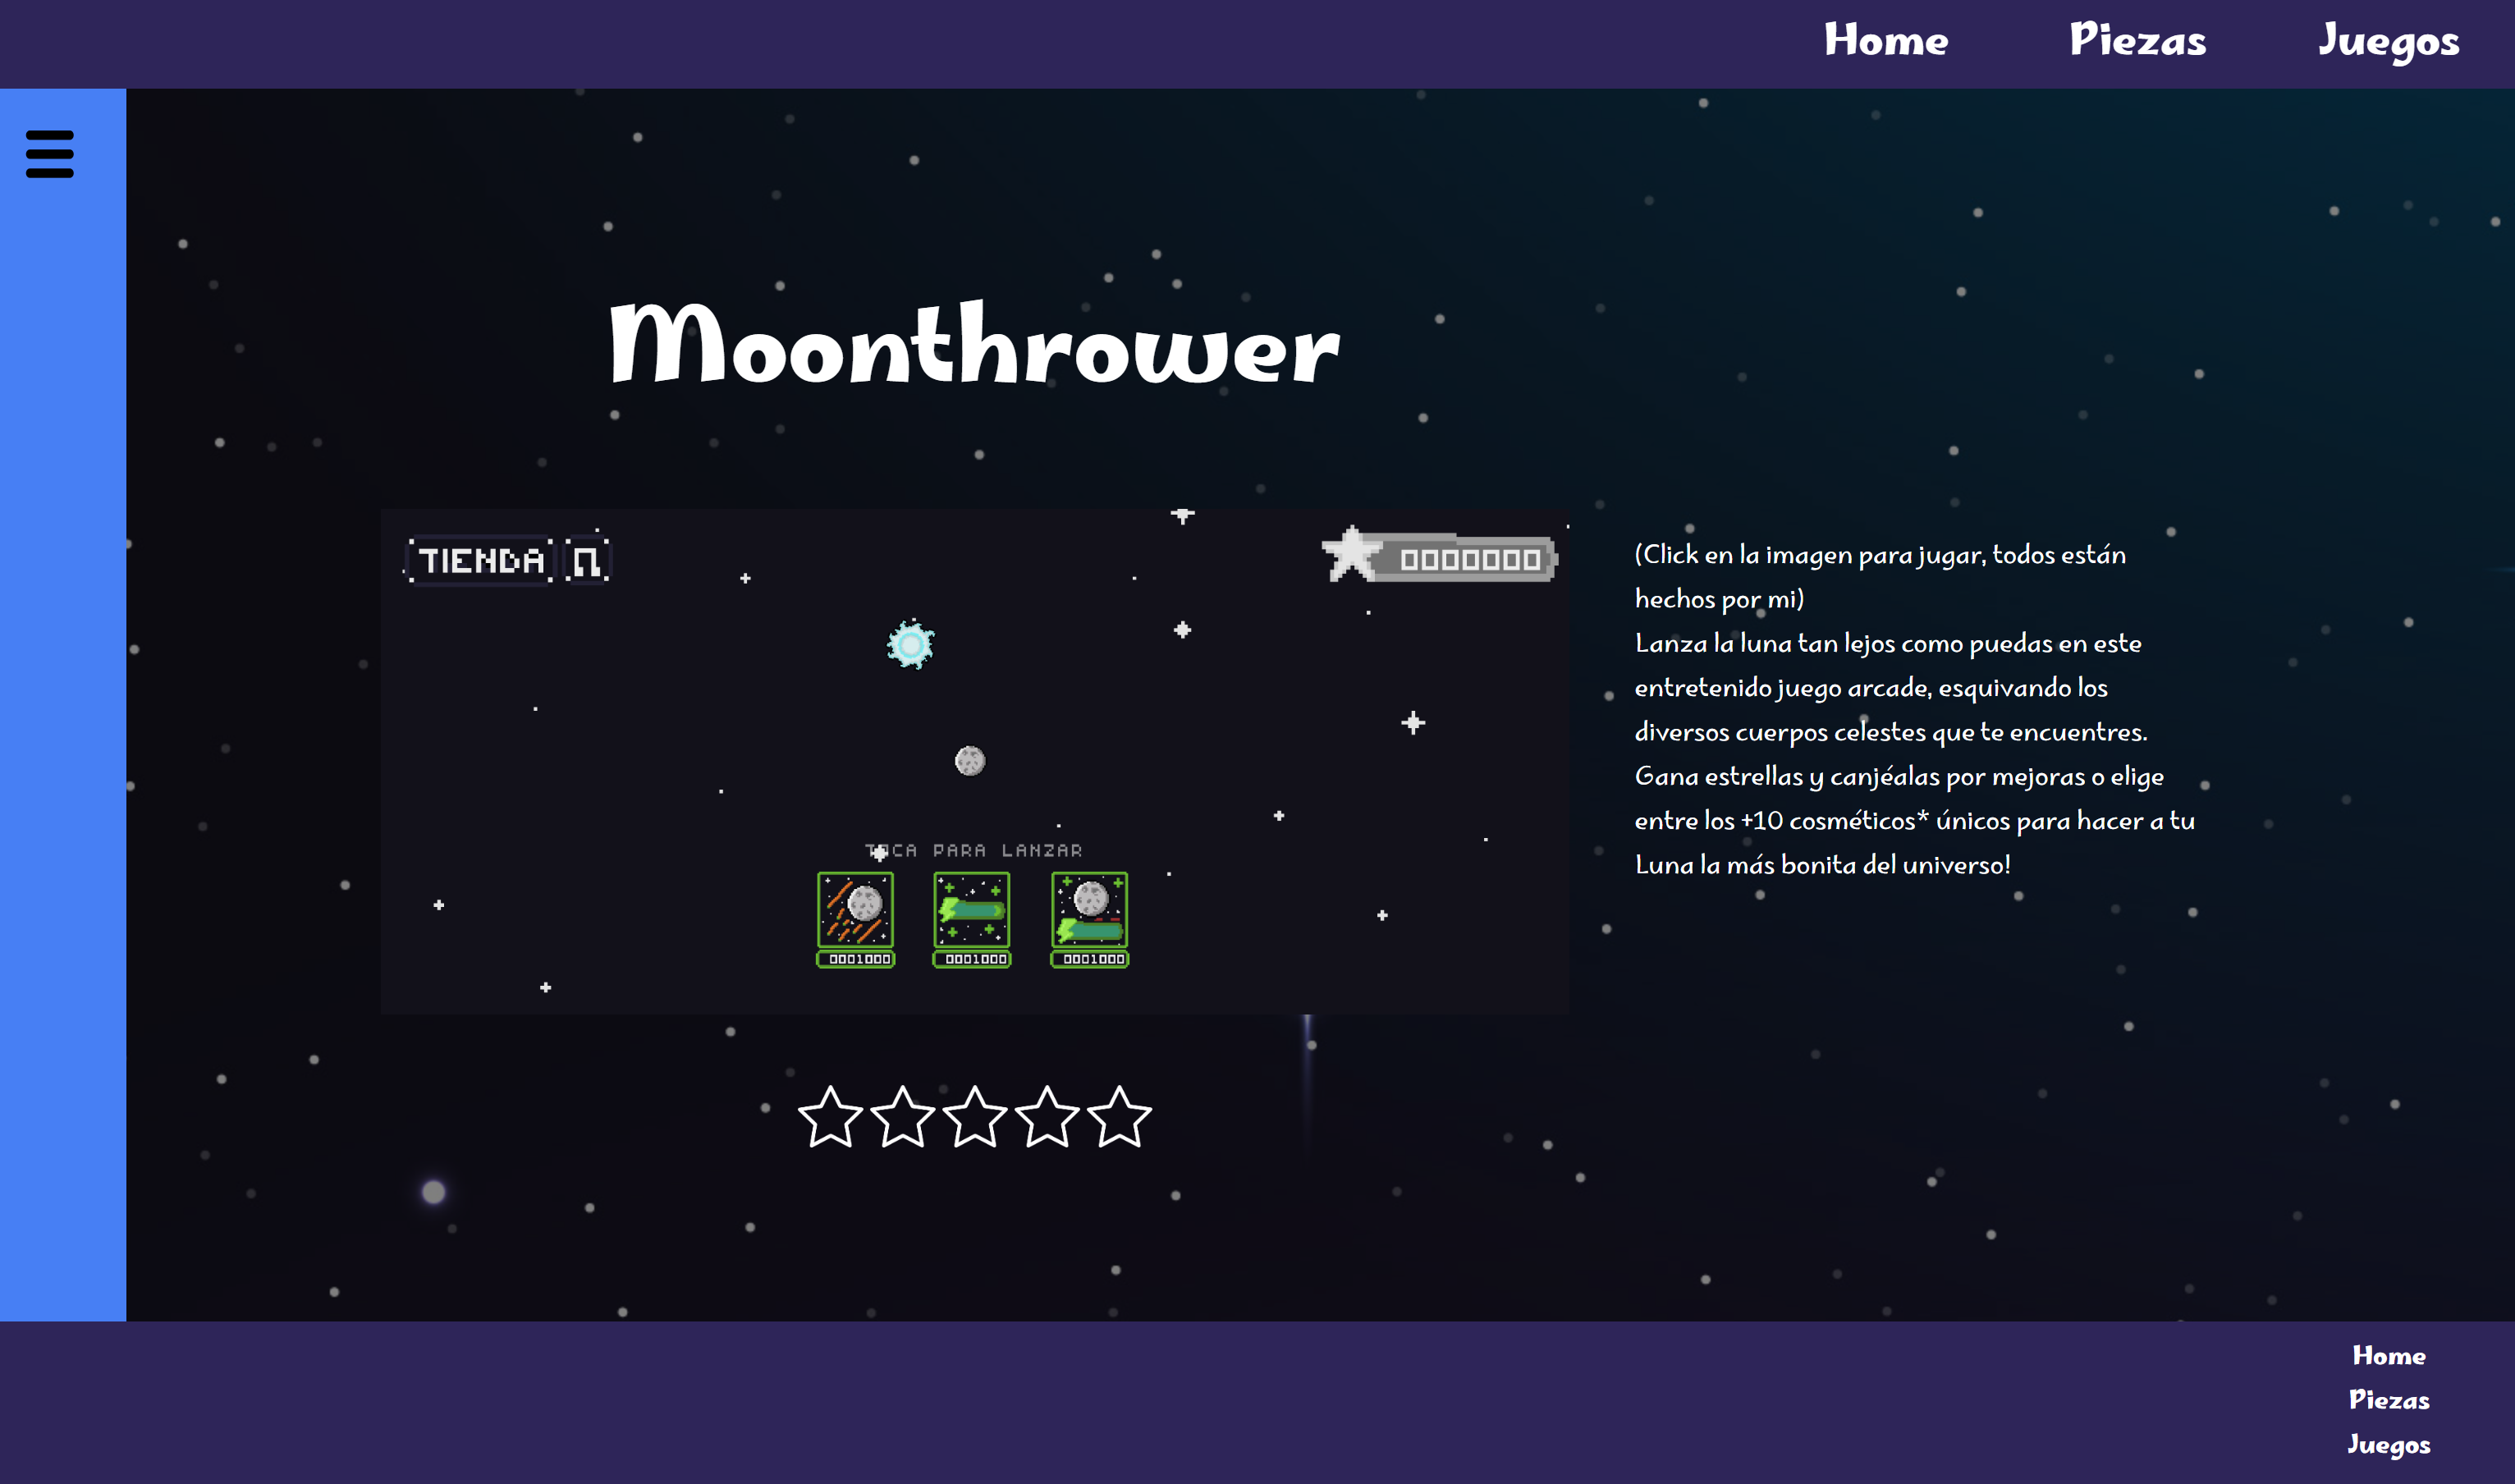 Home Piezas Juegos
Moonthrower
TIENDA
0000000
TOCA PARA LANZAR
0001000 0001000 0001000
(Click en la imagen para jugar, todos están
hechos por mi)
Lanza la luna tan lejos como puedas en este
entretenido juego arcade, esquivando los
diversos cuerpos celestes que te encuentres.
Gana estrellas y canjéalas por mejoras o elige
entre los +10 cosméticos* únicos para hacer a tu
Luna la más bonita del universo!
Home
Piezas
Juegos